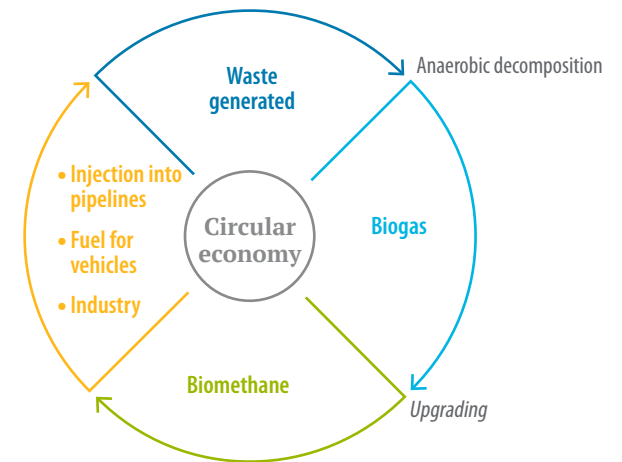 Waste
generated
Anaerobic decomposition
• Injection into
pipelines
• Fuel for
vehicles
• Industry
Circular
economy
Biogas
Biomethane
Upgrading